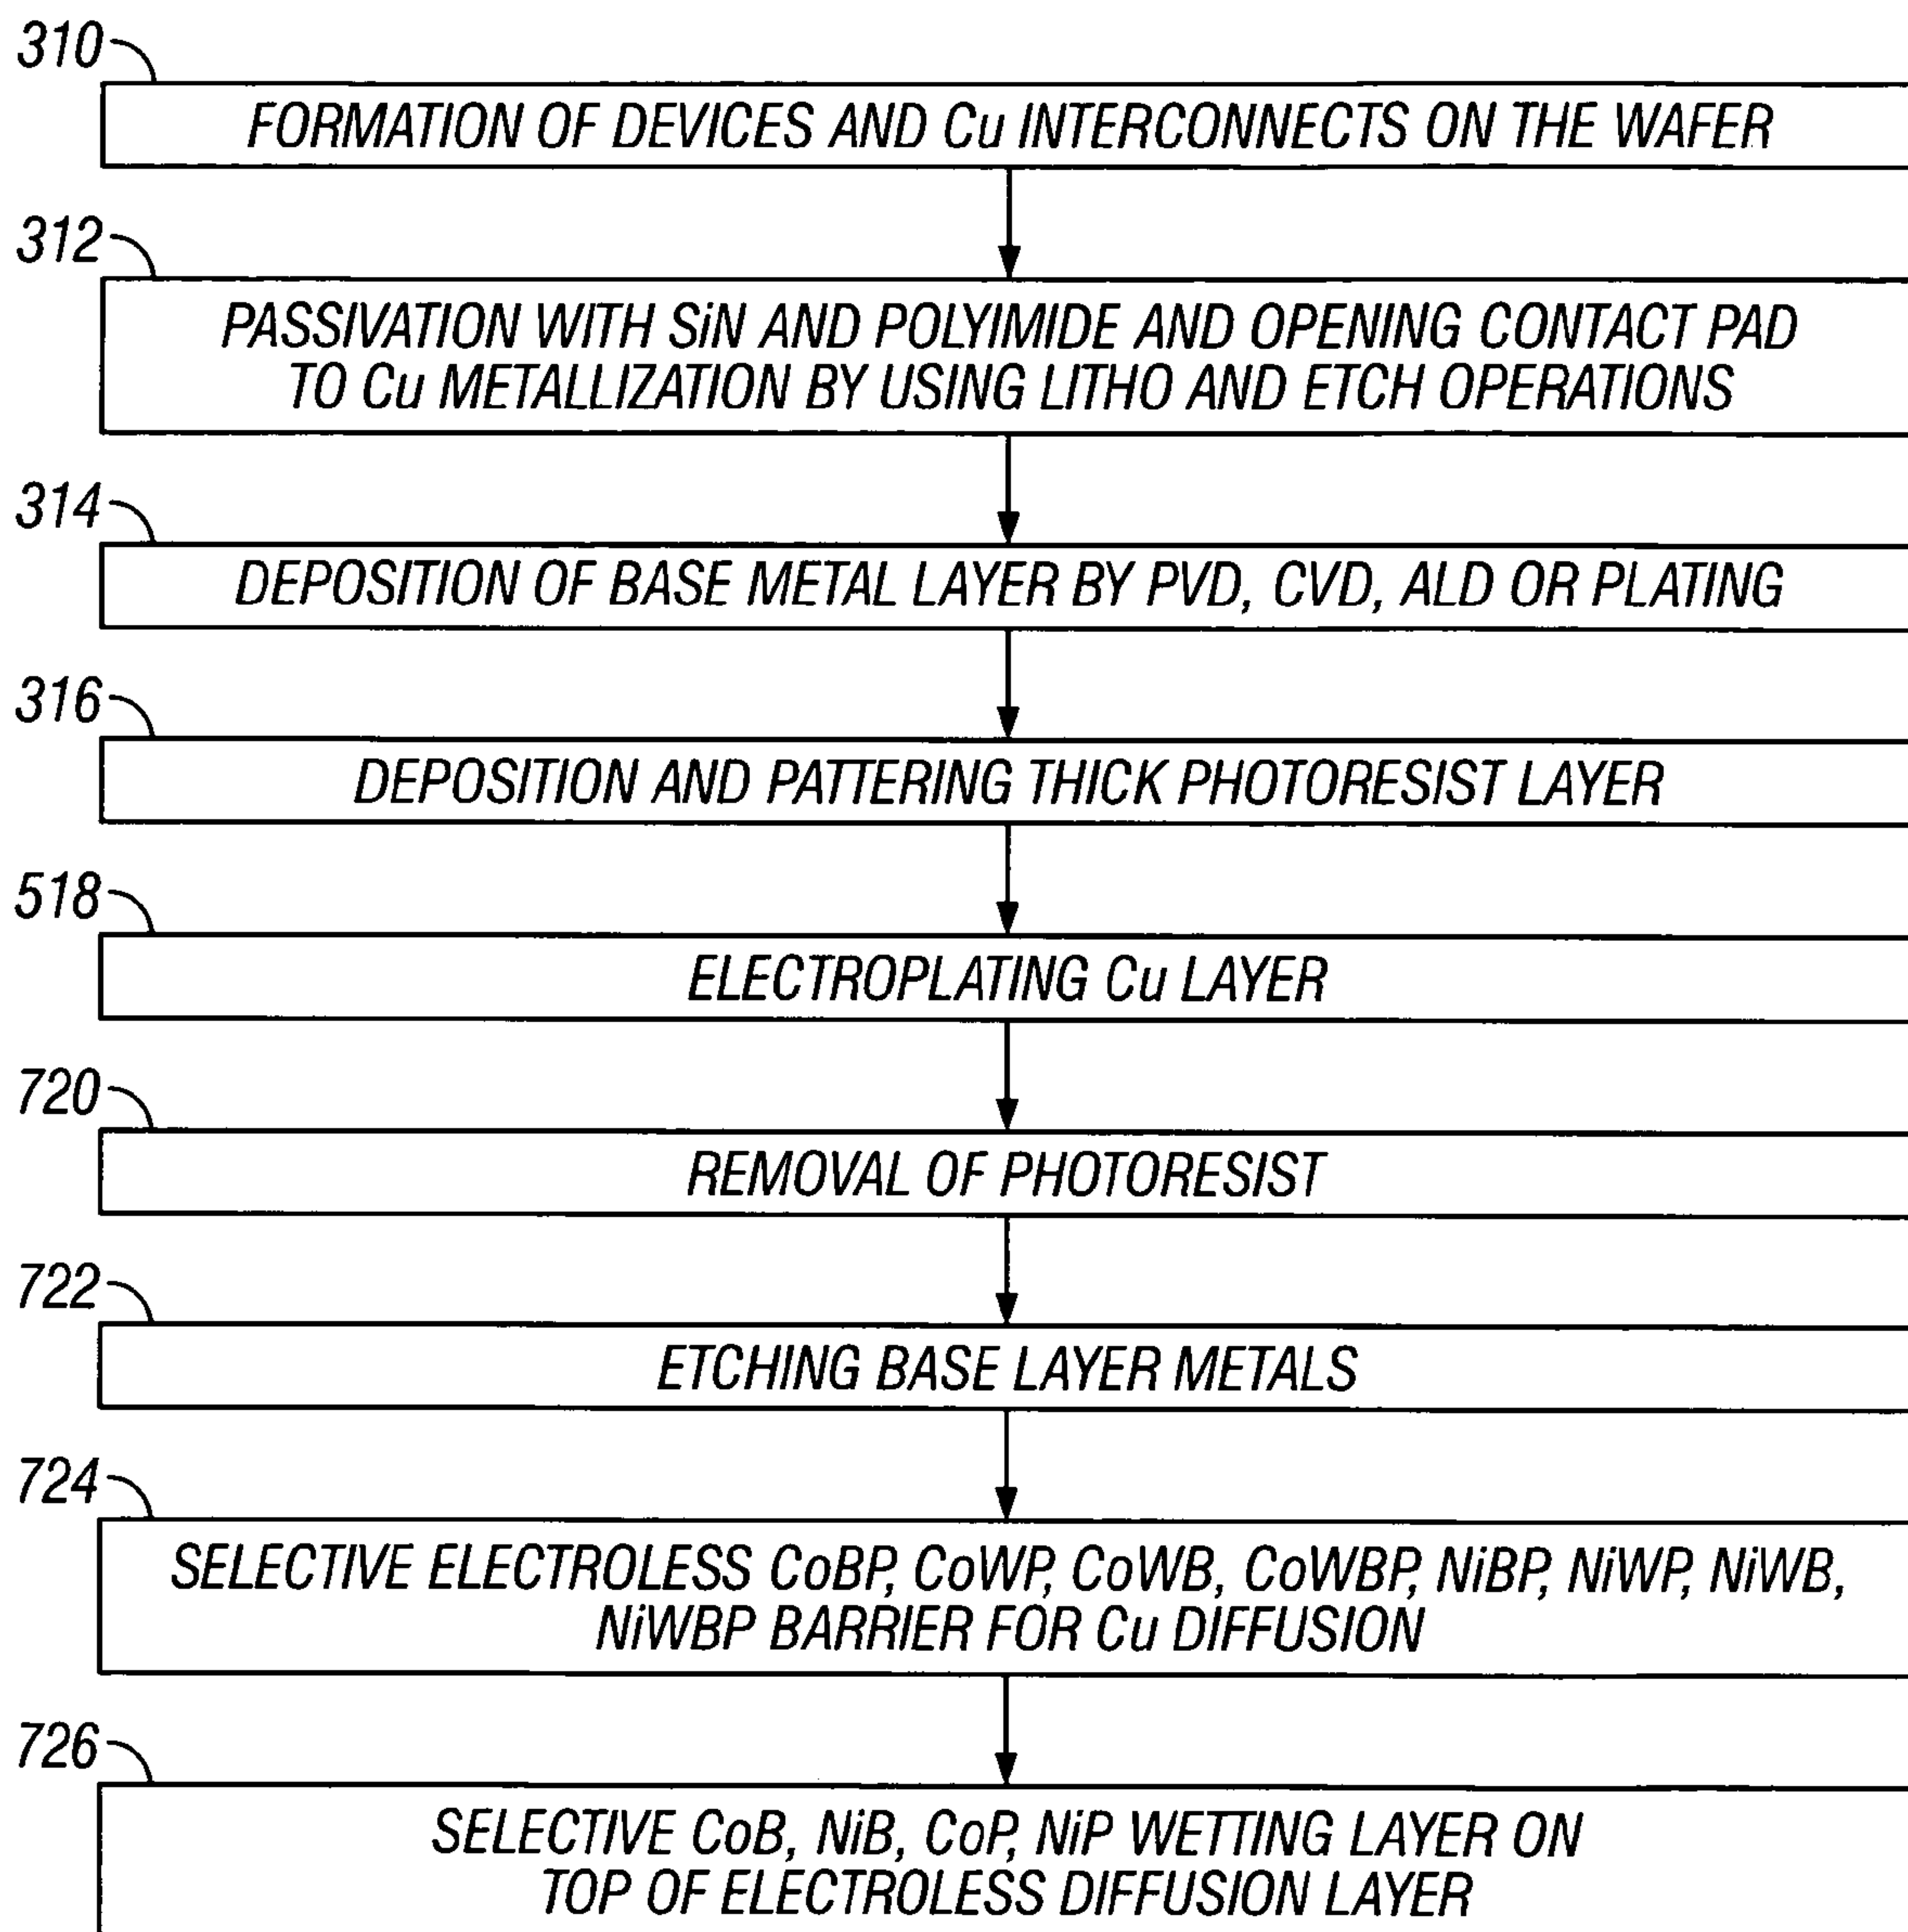 310
FORMATION OF DEVICES AND Cu INTERCONNECTS ON THE WAFER
312
PASSIVATION WITH SiN AND POLYIMIDE AND OPENING CONTACT PAD
TO Cu METALLIZATION BY USING LITHO AND ETCH OPERATIONS
314
DEPOSITION OF BASE METAL LAYER BY PVD, CVD, ALD OR PLATING
316
DEPOSITION AND PATTERING THICK PHOTORESIST LAYER
518
ELECTROPLATING Cu LAYER
720
REMOVAL OF PHOTORESIST
722
ETCHING BASE LAYER METALS
724
SELECTIVE ELECTROLESS CoBP, CoWP, CoWB, CoWBP, NiBP, NiWP, NiWB,
NiWBP BARRIER FOR Cu DIFFUSION
726
SELECTIVE CoB, NiB, CoP, NiP WETTING LAYER ON
TOP OF ELECTROLESS DIFFUSION LAYER